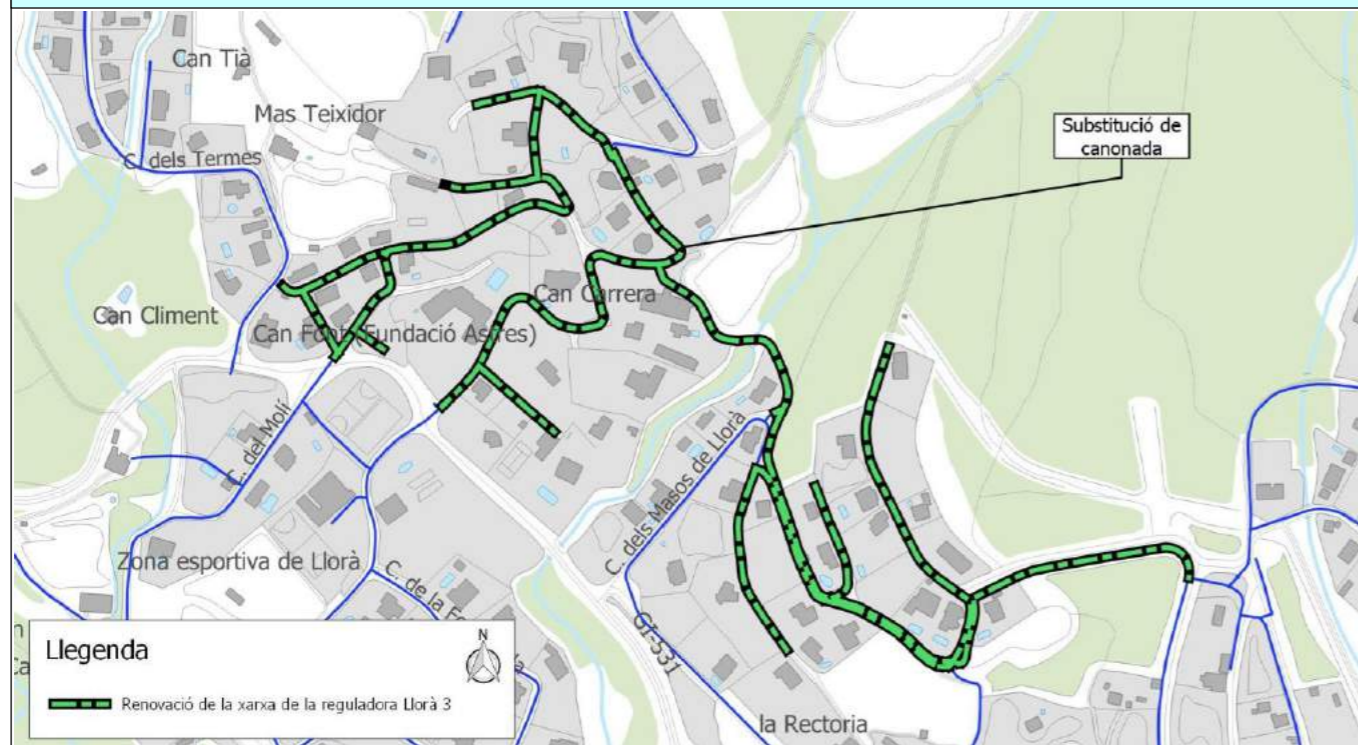 Can Tià
Mas Teixidor
C. dels Termes
Substitució de
canonada
Can Climent
Can Carrera
Can Font (Fundació Astres)
C. del Molí
C. dels Masos de Llorà
Zona esportiva de Llorà
C. de la
GI-531
la Rectoria
Llegenda
N
Renovació de la xarxa de la reguladora Llorà 3